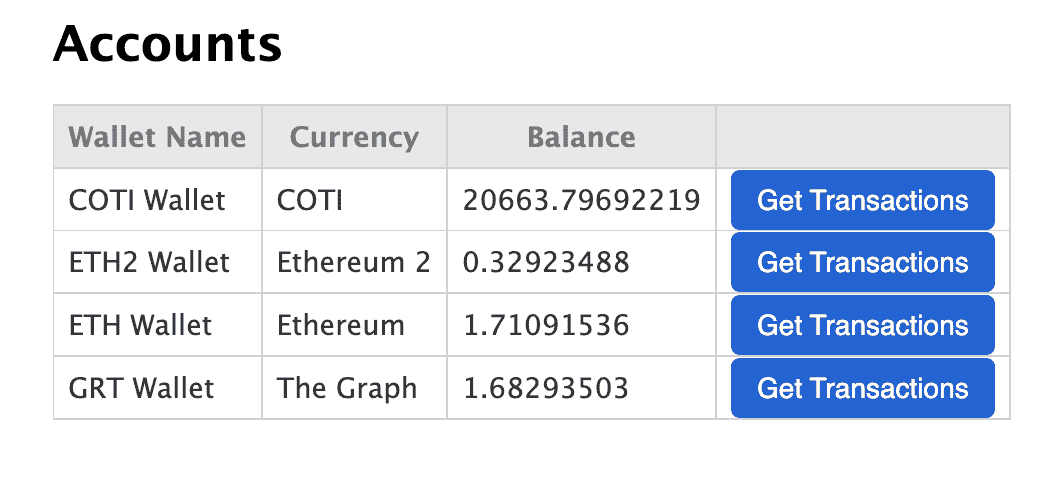 Accounts
Wallet Name Currency Balance
COTI Wallet COTI 20663.79692219 Get Transactions
ETH2 Wallet Ethereum 2 0.32923488 Get Transactions
ETH Wallet Ethereum 1.71091536 Get Transactions
GRT Wallet The Graph 1.68293503 Get Transactions